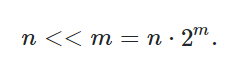 n << m = n · 2^m.